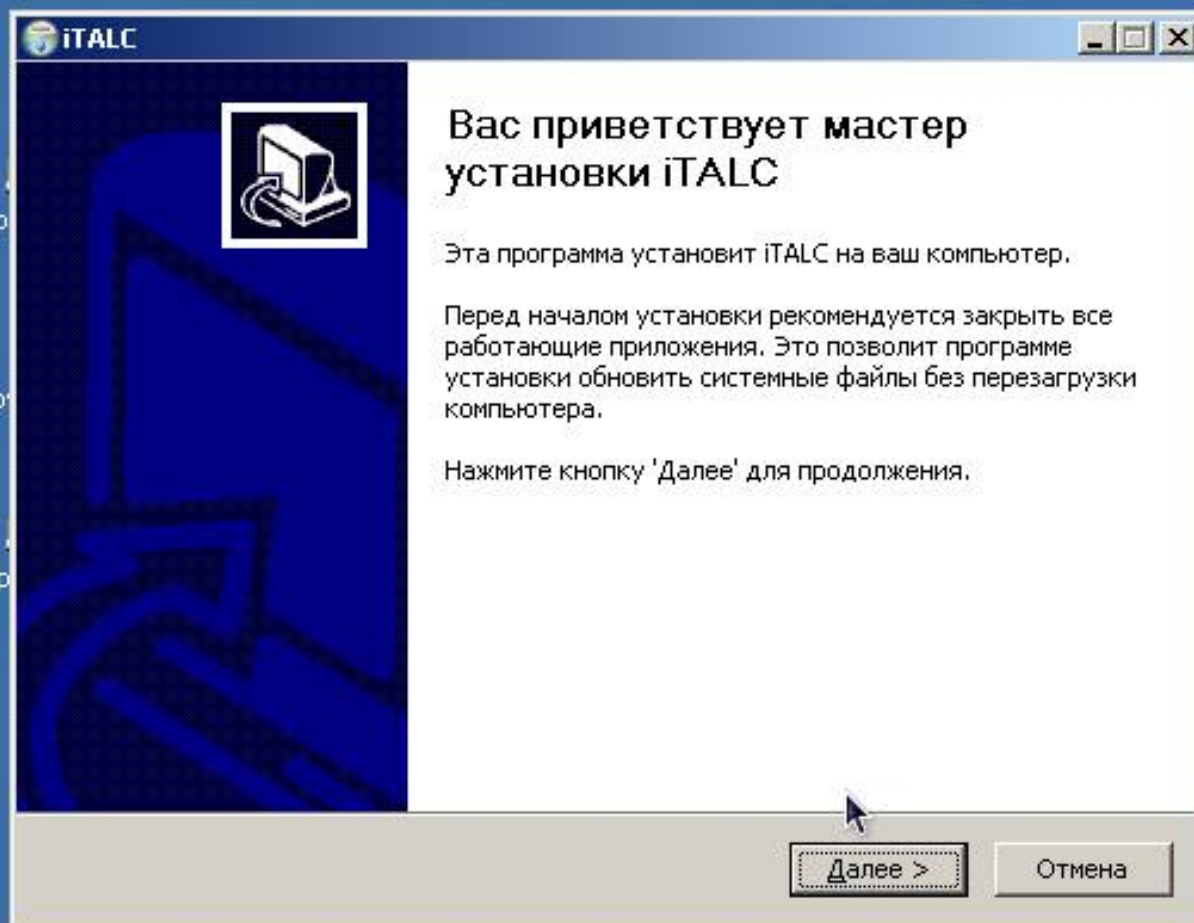 iTALC
Вас приветствует мастер
установки iTALC
Эта программа установит iTALC на ваш компьютер.
Перед началом установки рекомендуется закрыть все
работающие приложения. Это позволит программе
установки обновить системные файлы без перезагрузки
компьютера.
Нажмите кнопку 'Далее' для продолжения.
Далее >
Отмена